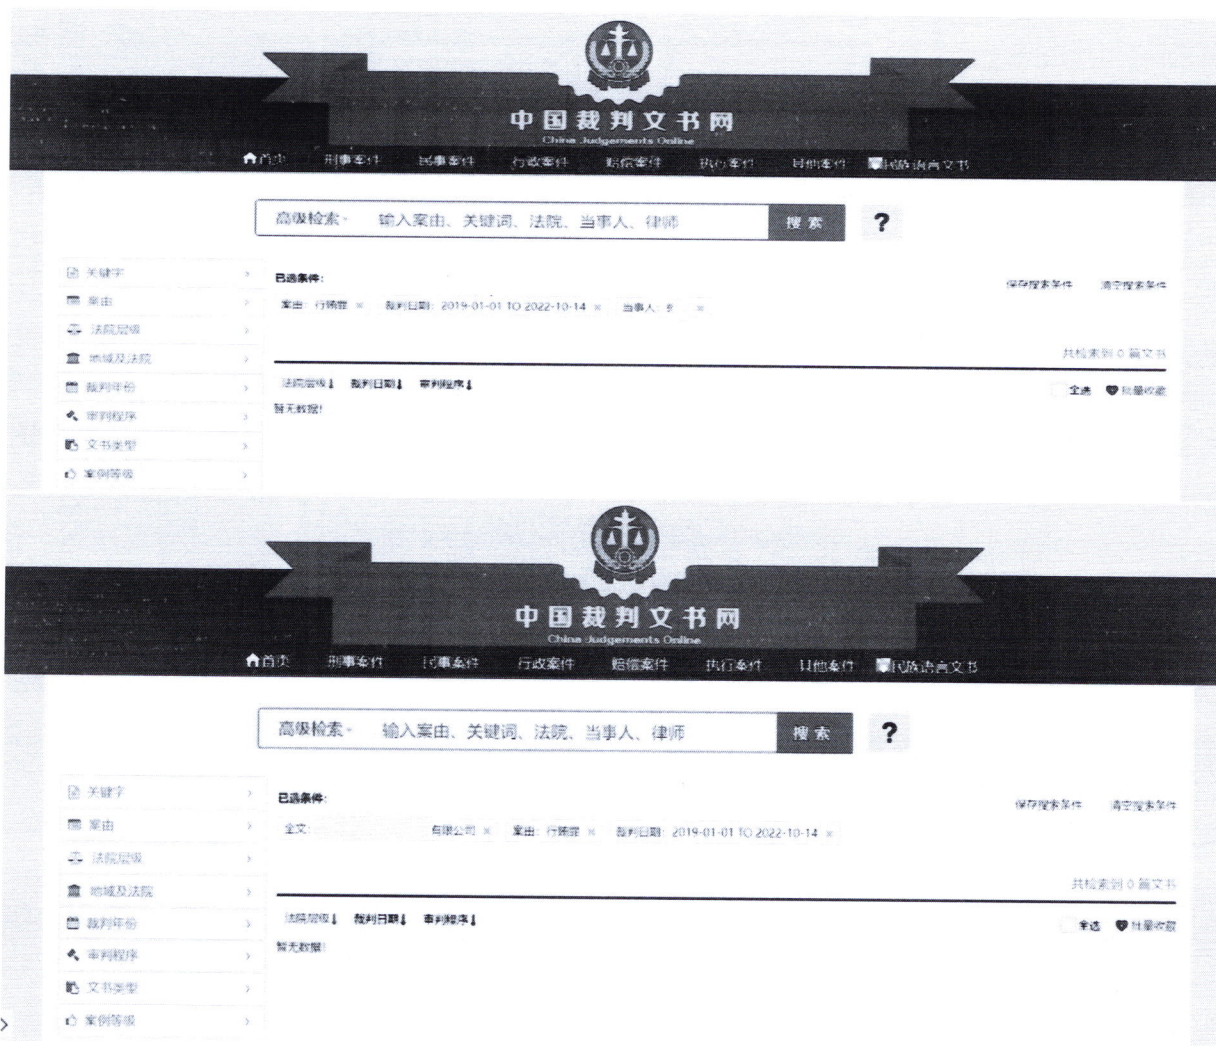 中国裁判文书网
China Judgements Online
首页 刑事案件 民事案件 行政案件 赔偿案件 执行案件 其他案件 民族语言文书
高级检索 输入案由、关键词、法院、当事人、律师 搜索 ?
关键字
案由
法院层级
地域及法院
裁判年份
审判程序
文书类型
案例等级
已选条件:
保存搜索条件 清空搜索条件
案由: 行贿罪 × 裁判日期: 2019-01-01 TO 2022-10-14 × 当事人: ×
共检索到 0 篇文书
法院层级 裁判日期 审判程序
全选 批量收藏
暂无数据!
中国裁判文书网
China Judgements Online
首页 刑事案件 民事案件 行政案件 赔偿案件 执行案件 其他案件 民族语言文书
高级检索 输入案由、关键词、法院、当事人、律师 搜索 ?
关键字
案由
法院层级
地域及法院
裁判年份
审判程序
文书类型
案例等级
已选条件:
保存搜索条件 清空搜索条件
全文: 有限公司 × 案由: 行贿罪 × 裁判日期: 2019-01-01 TO 2022-10-14 ×
共检索到 0 篇文书
法院层级 裁判日期 审判程序
全选 批量收藏
暂无数据!